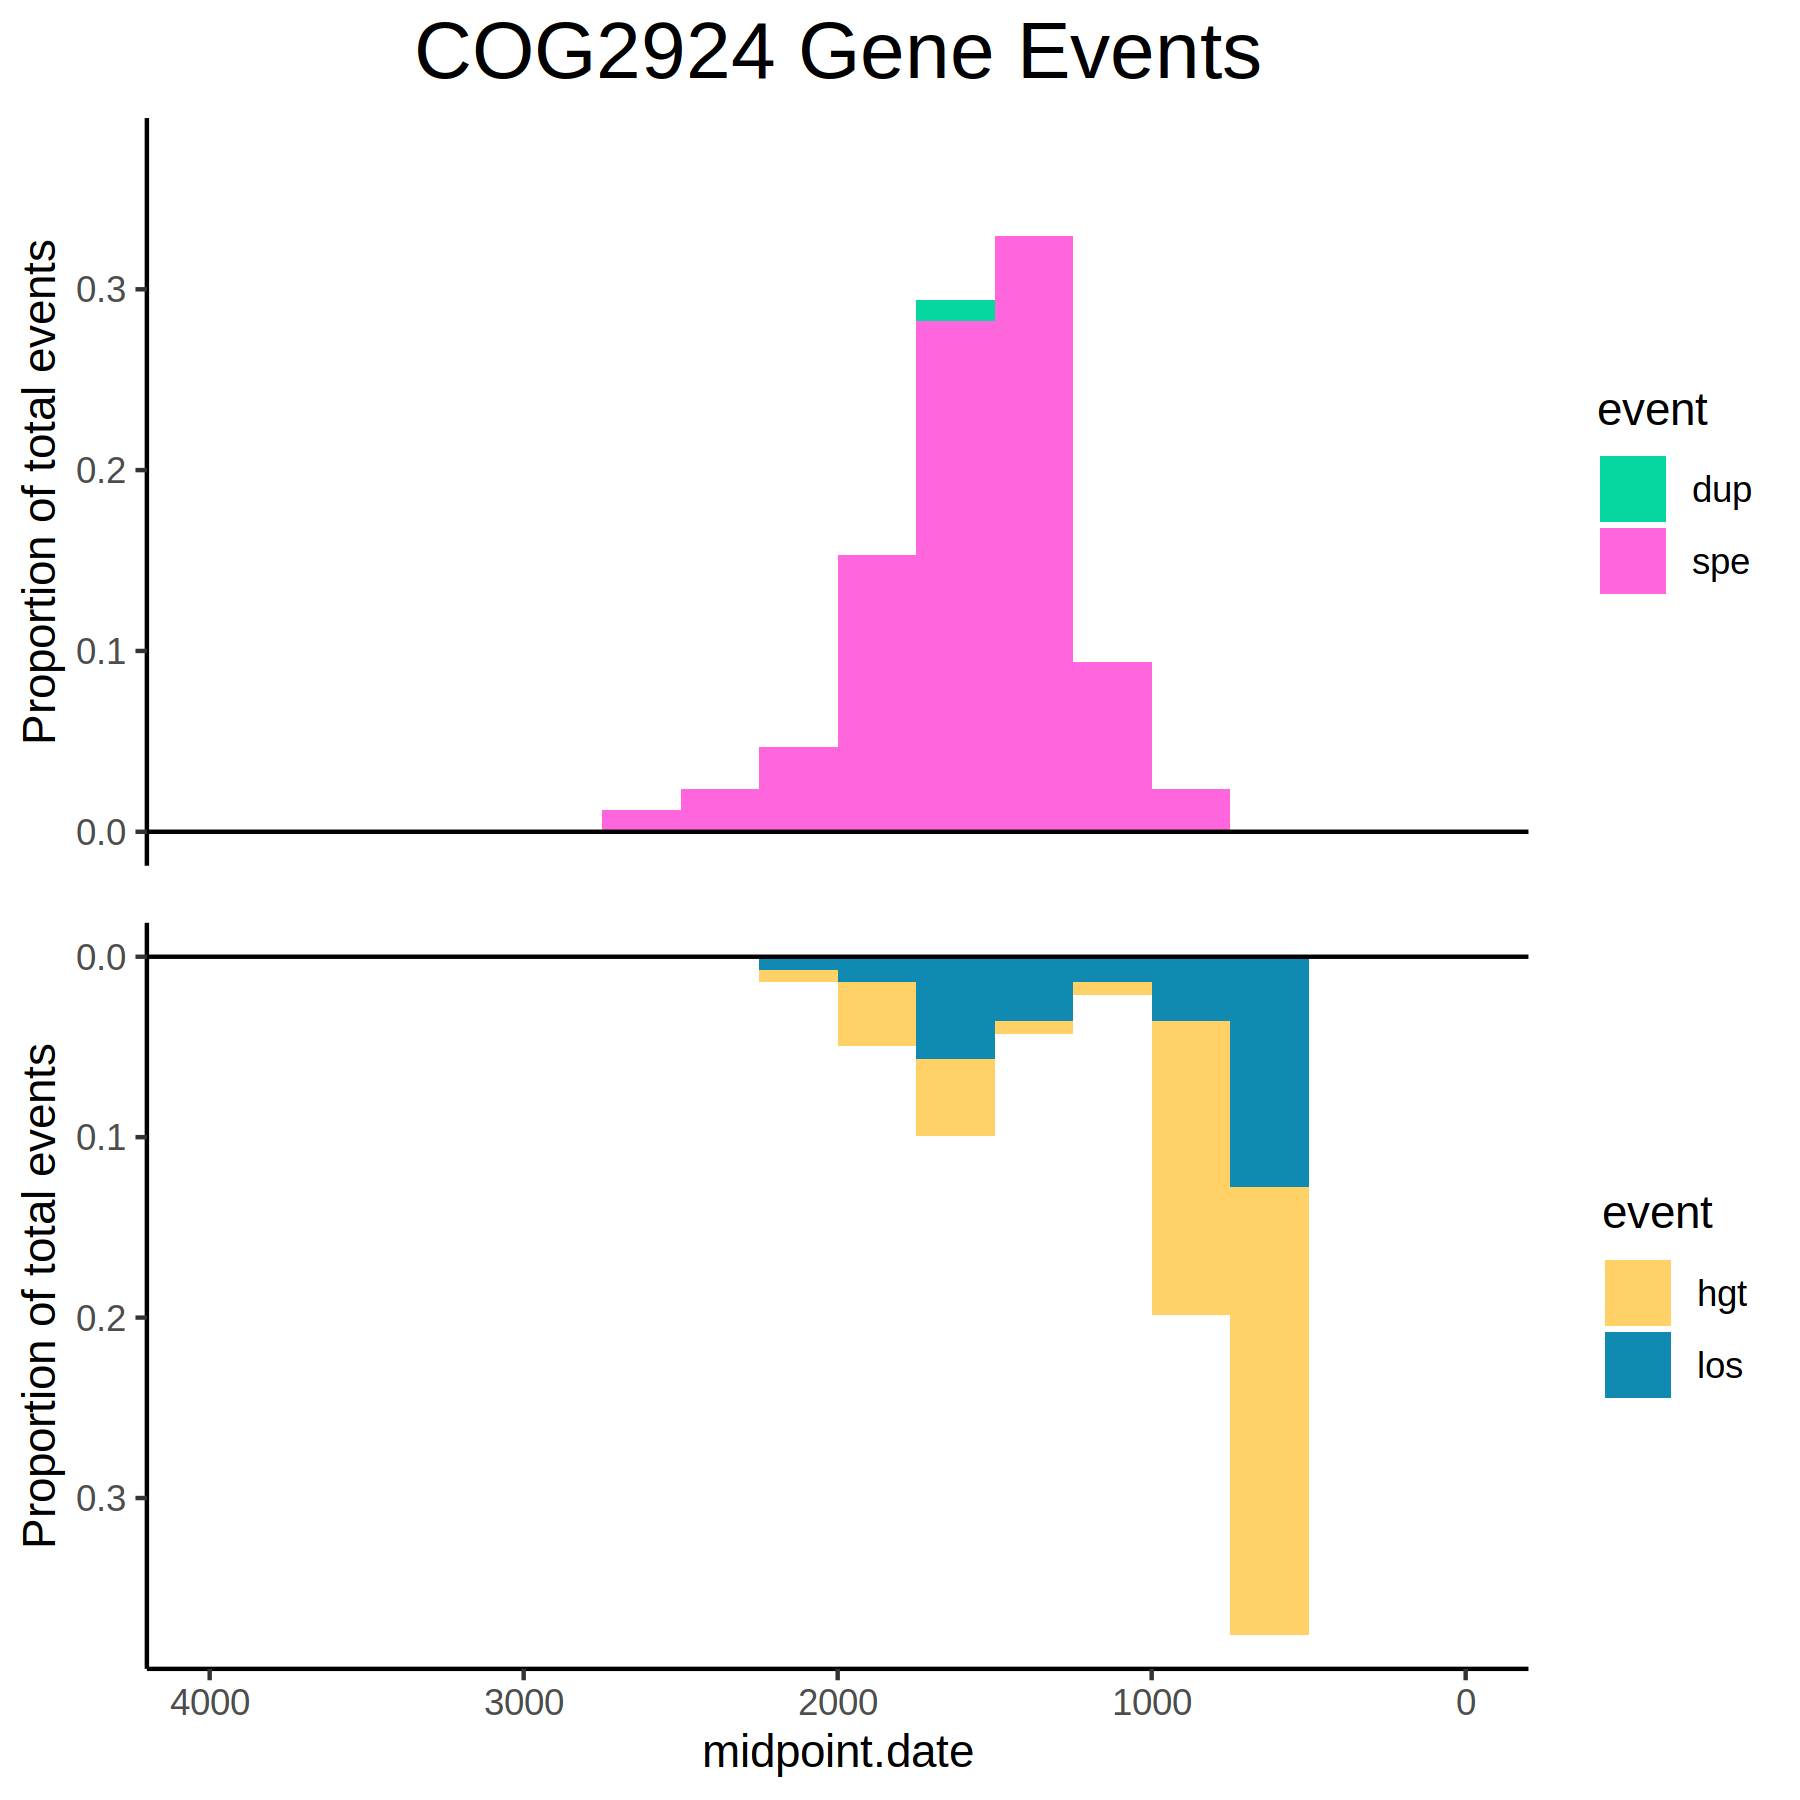 COG2924 Gene Events
Proportion of total events
0.3
0.2
0.1
0.0
event
dup
spe
Proportion of total events
0.0
0.1
0.2
0.3
event
hgt
los
4000 3000 2000 1000 0
midpoint.date